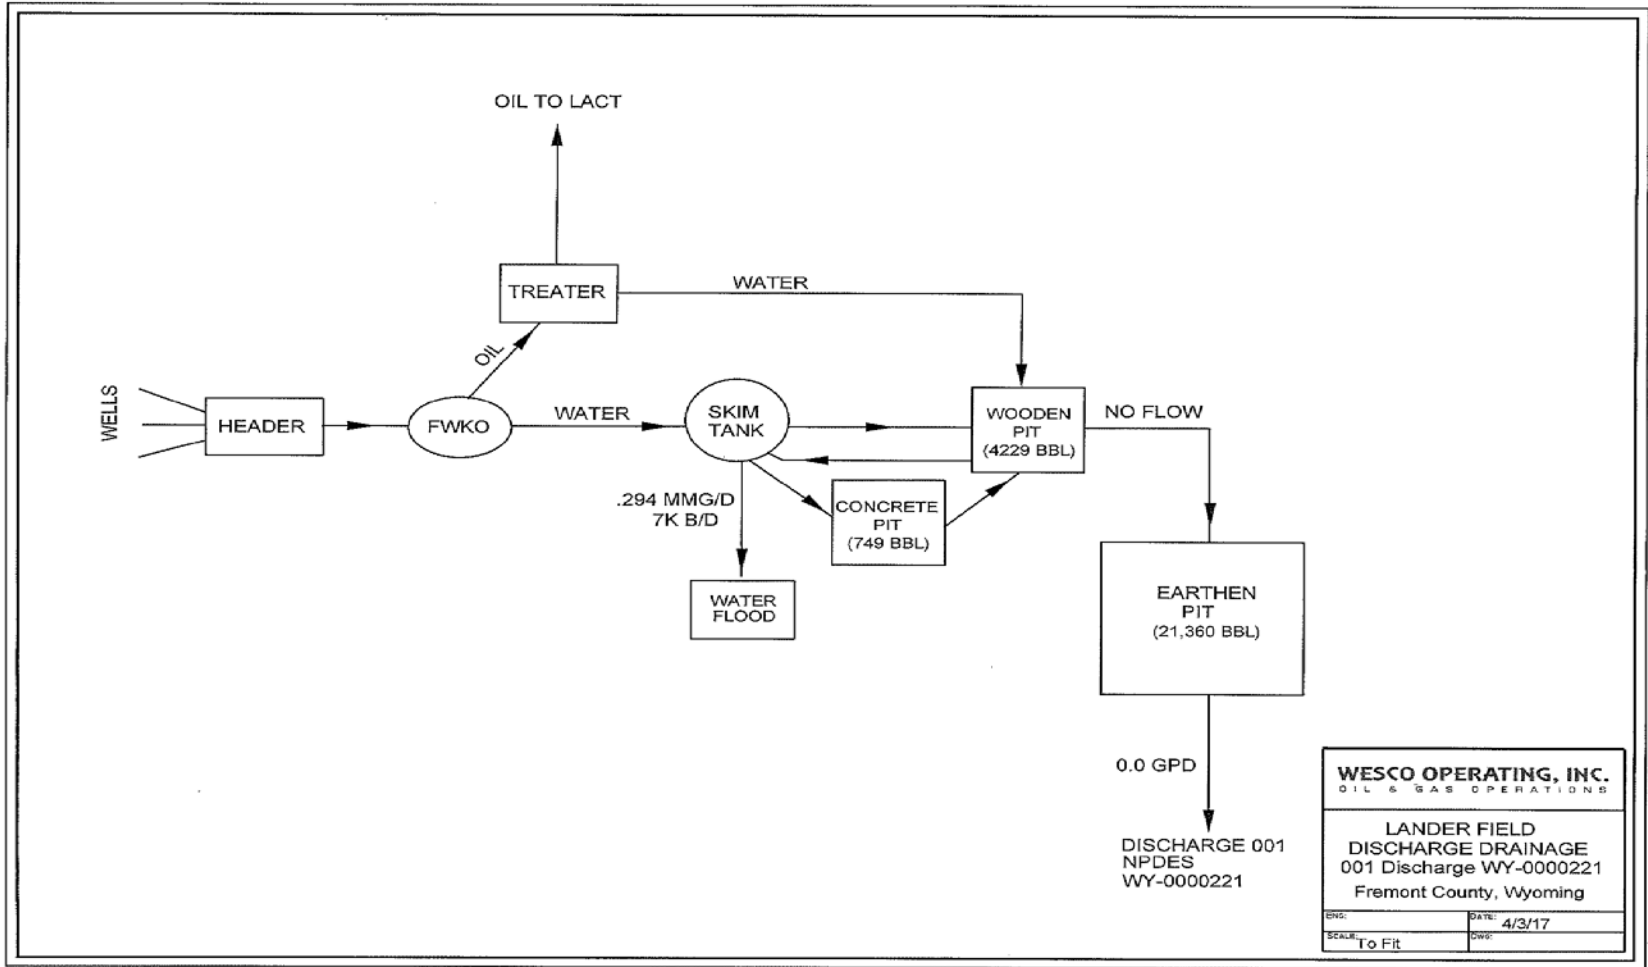 OIL TO LACT
TREATER
WATER
OIL
WELLS
HEADER
FWKO
WATER
SKIM
TANK
WOODEN
PIT
(4229 BBL)
NO FLOW
.294 MMG/D
7K B/D
CONCRETE
PIT
(749 BBL)
WATER
FLOOD
EARTHEN
PIT
(21,360 BBL)
0.0 GPD
DISCHARGE 001
NPDES
WY-0000221
WESCO OPERATING, INC.
OIL & GAS OPERATIONS
LANDER FIELD
DISCHARGE DRAINAGE
001 Discharge WY-0000221
Fremont County, Wyoming
ENG:
DATE: 4/3/17
SCALE: To Fit
DWG: